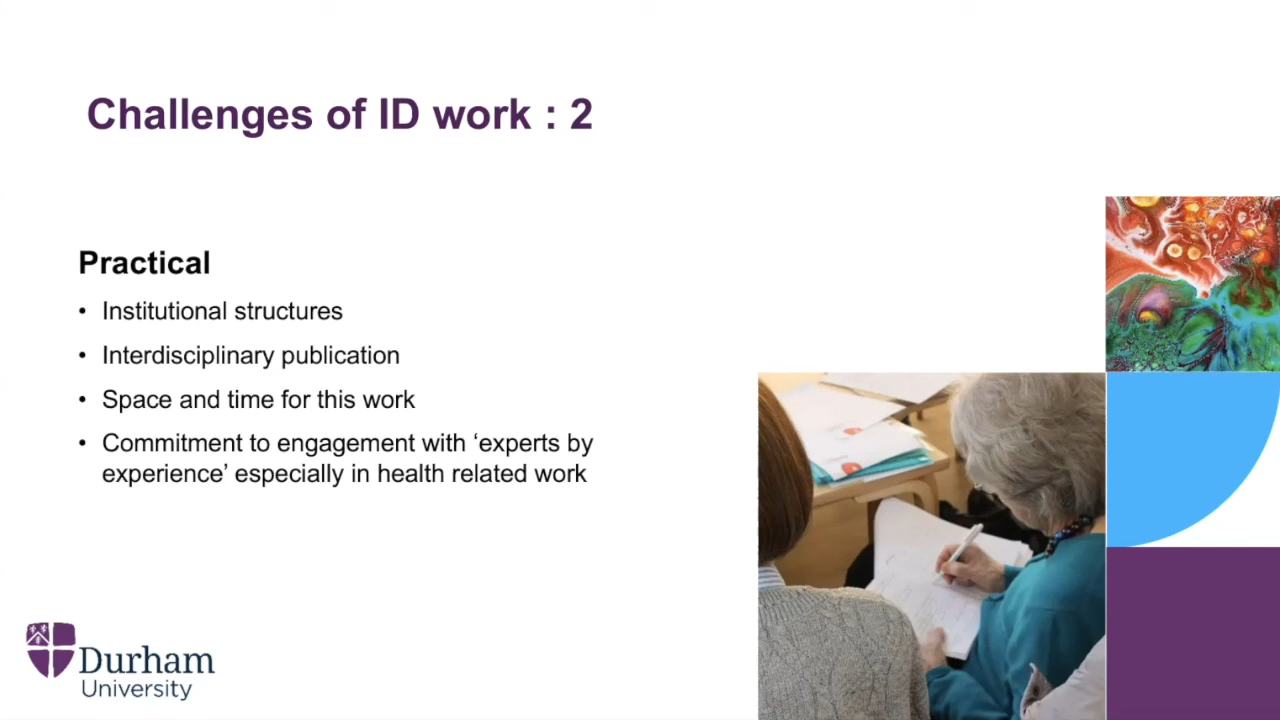 Challenges of ID work : 2
Practical
• Institutional structures
• Interdisciplinary publication
• Space and time for this work
• Commitment to engagement with ‘experts by
experience’ especially in health related work
Durham
University